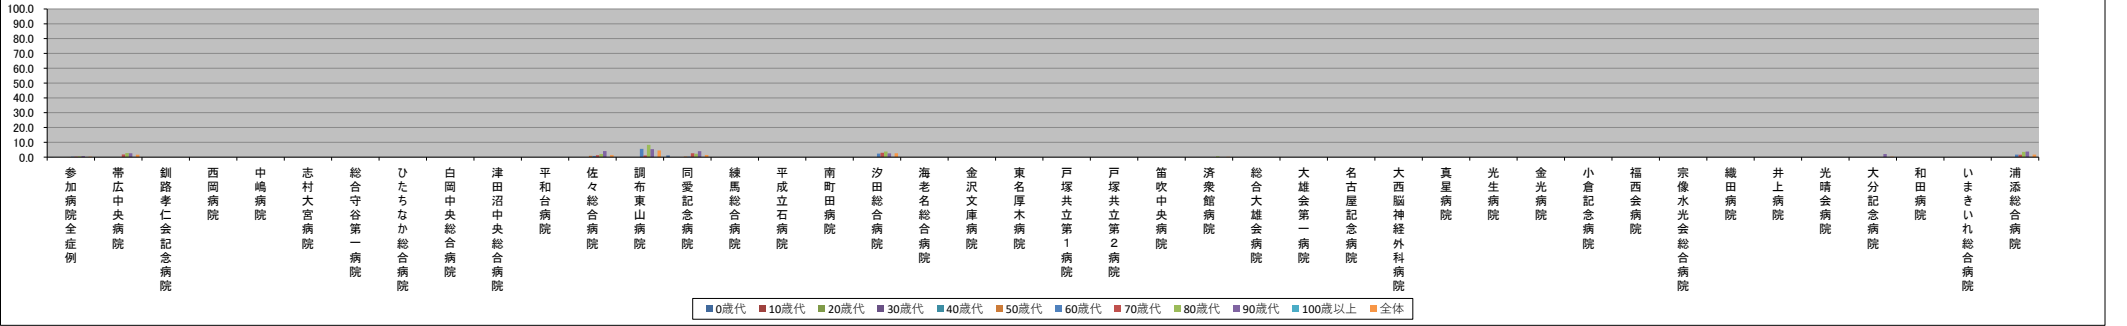 100.0
90.0
80.0
70.0
60.0
50.0
40.0
30.0
20.0
10.0
0.0
参加病院全症例
帯広中央病院
釧路孝仁会記念病院
西岡病院
中嶋病院
志村大宮病院
総合守谷第一病院
ひたちなか総合病院
白岡中央総合病院
津田沼中央総合病院
平和台病院
佐々総合病院
調布東山病院
同愛記念病院
練馬総合病院
平成立石病院
南町田病院
汐田総合病院
海老名総合病院
金沢文庫病院
東名厚木病院
戸塚共立第1病院
戸塚共立第2病院
笛吹中央病院
済衆館病院
総合大雄会病院
大雄会第一病院
名古屋記念病院
大西脳神経外科病院
真星病院
光生病院
金光病院
小倉記念病院
福西会病院
宗像水光会総合病院
織田病院
井上病院
光晴会病院
大分記念病院
和田病院
いまきいれ総合病院
浦添総合病院
0歳代 10歳代 20歳代 30歳代 40歳代 50歳代 60歳代 70歳代 80歳代 90歳代 100歳以上 全体